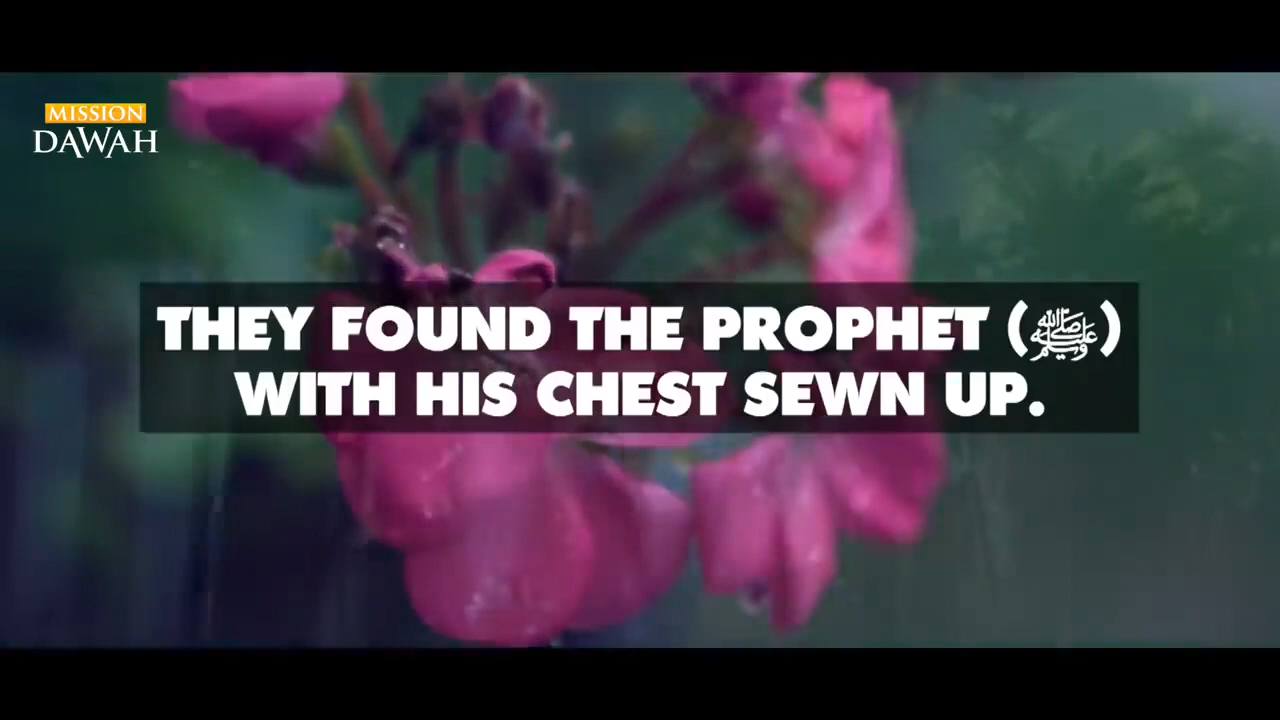 MISSION
DAWAH
THEY FOUND THE PROPHET (ﷺ)
WITH HIS CHEST SEWN UP.